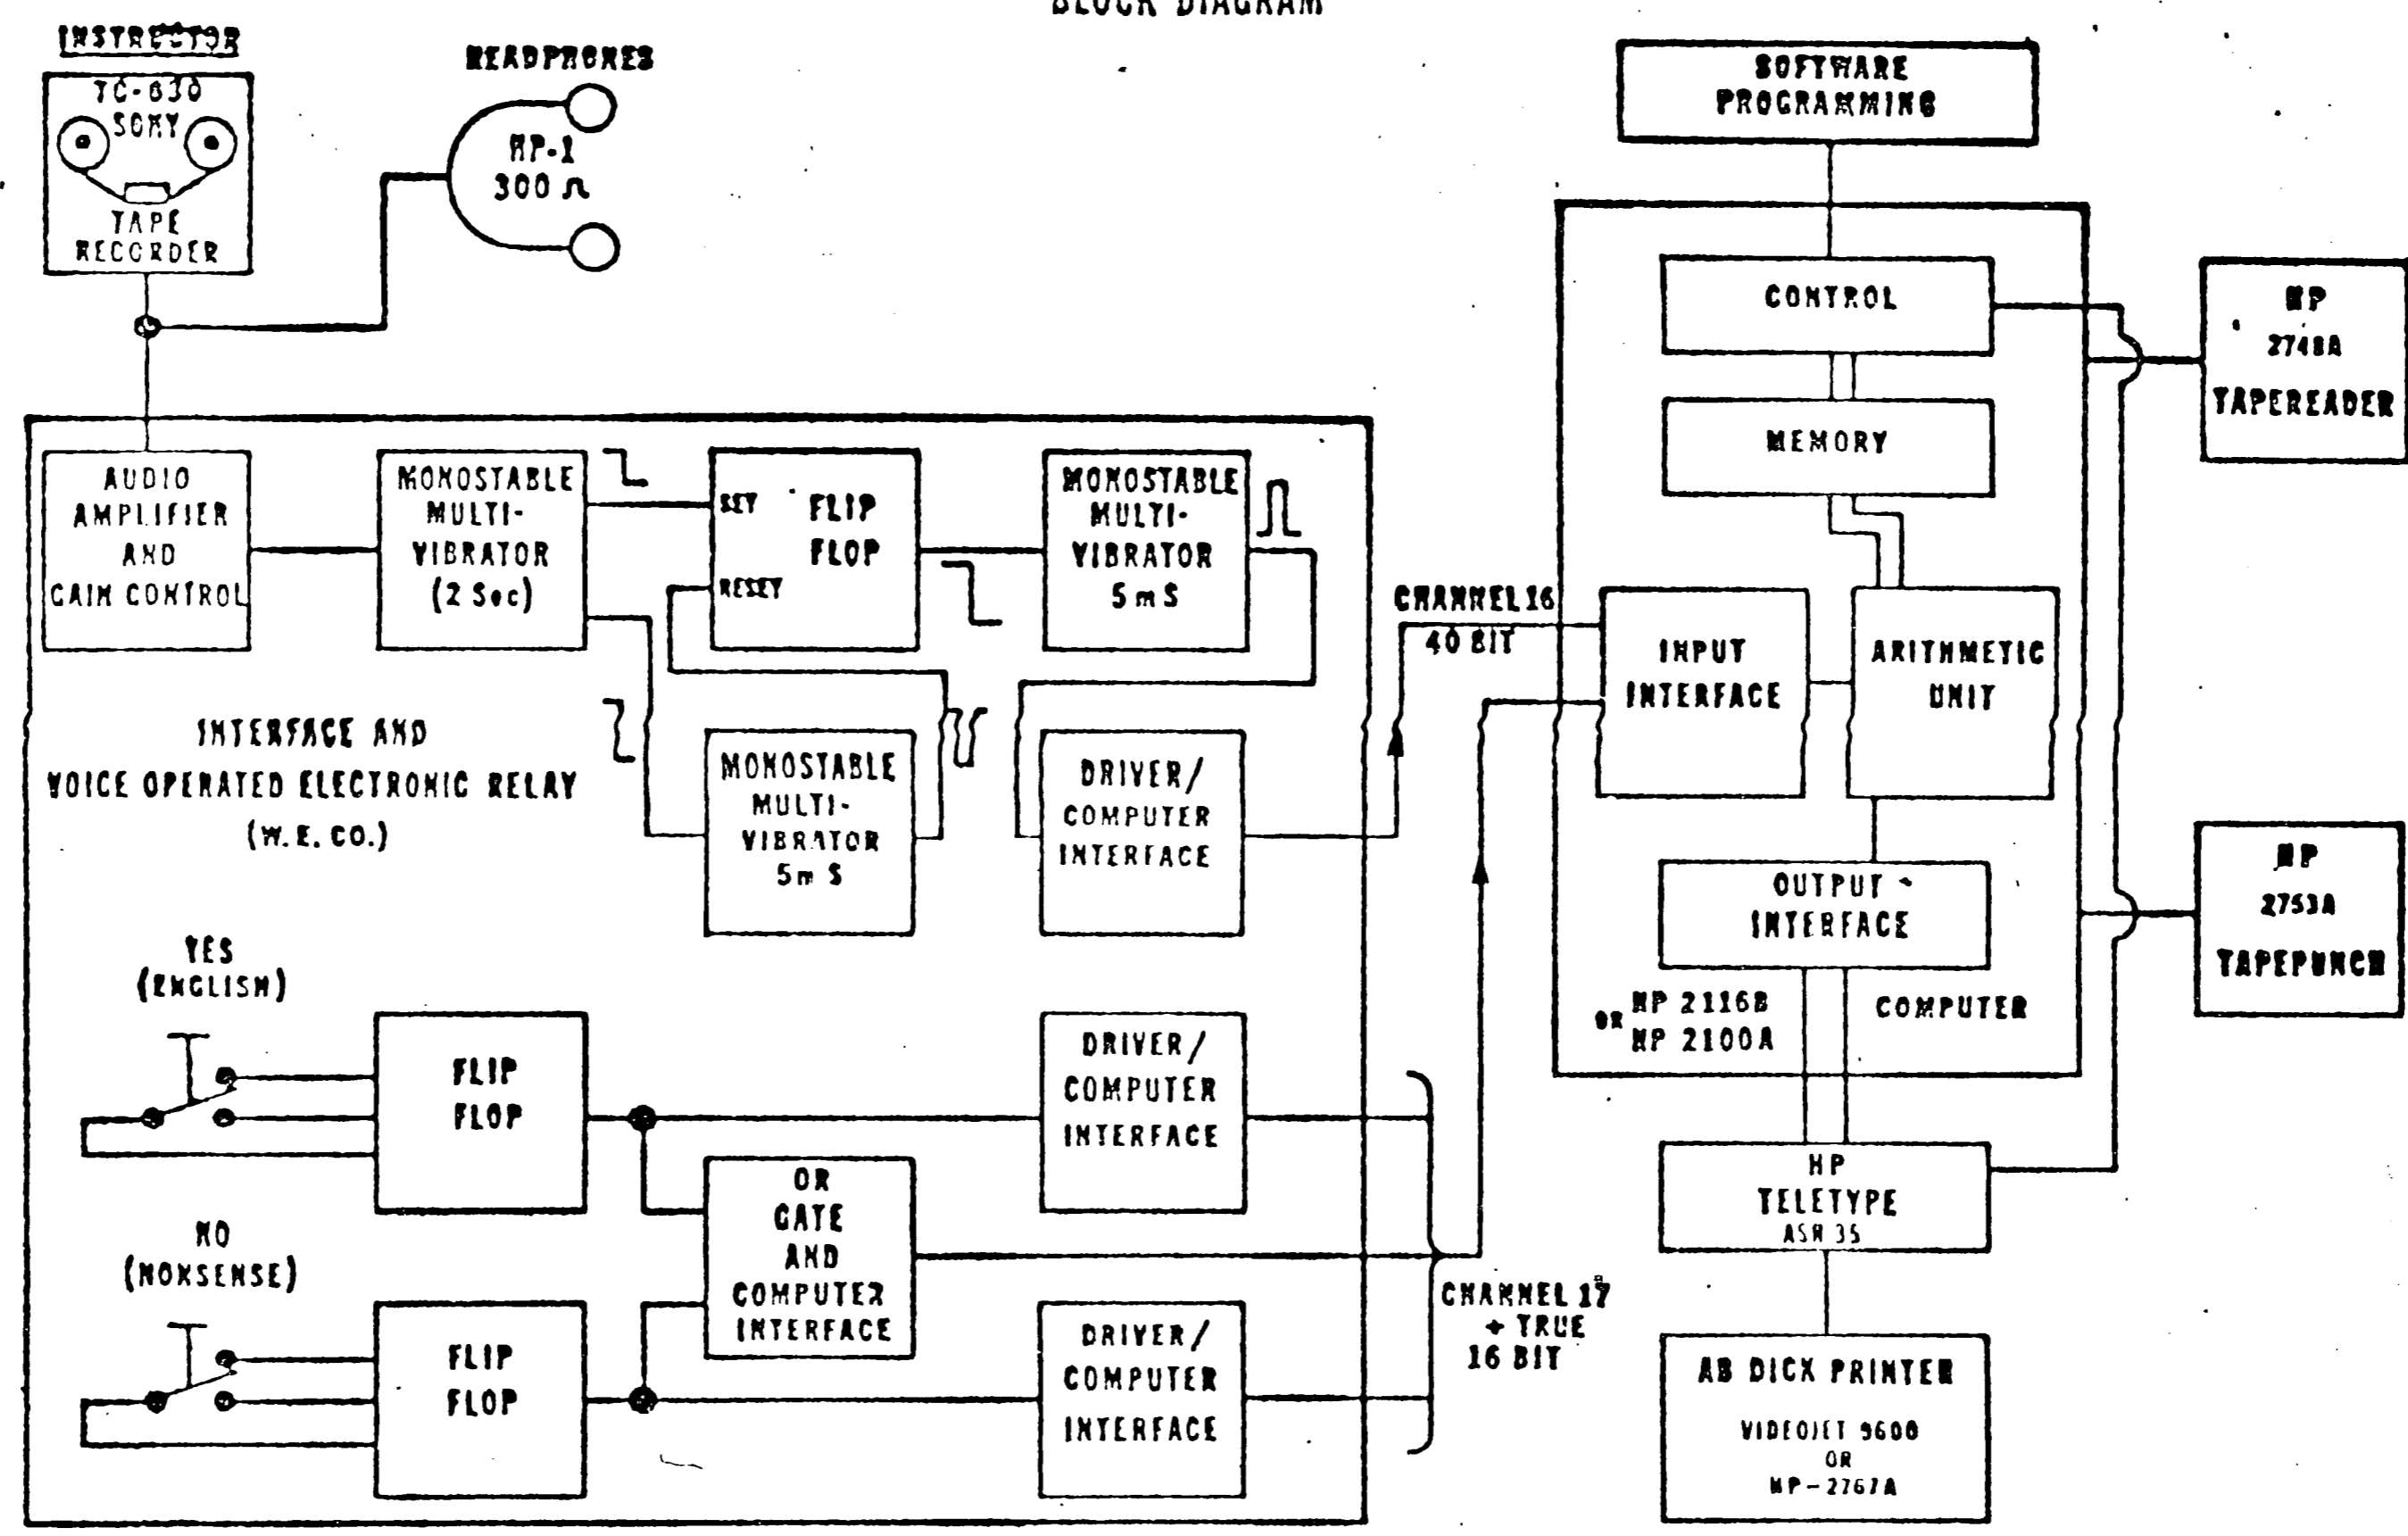 BLOCK DIAGRAM
INSTRECTOR
TC-630
SONY
TAPE
RECORDER
HEADPHONES
HP-1
300 Ω
SOFTWARE
PROGRAMMING
CONTROL
MEMORY
HP
2748A
TAPEREADER
AUDIO
AMPLIFIER
AND
GAIN CONTROL
MONOSTABLE
MULTI-
VIBRATOR
(2 Sec)
SET
RESET
FLIP
FLOP
MONOSTABLE
MULTI-
VIBRATOR
5mS
CHANNEL 16
40 BIT
INPUT
INTERFACE
ARITHMETIC
UNIT
INTERFACE AND
VOICE OPERATED ELECTRONIC RELAY
(W. E. CO.)
MONOSTABLE
MULTI-
VIBRATOR
5mS
DRIVER/
COMPUTER
INTERFACE
OUTPUT
INTERFACE
HP
2753A
TAPEPUNCH
OR HP 2116B
HP 2100A
COMPUTER
YES
(ENGLISH)
FLIP
FLOP
DRIVER/
COMPUTER
INTERFACE
OR
GATE
AND
COMPUTER
INTERFACE
HP
TELETYPE
ASR 35
NO
(NONSENSE)
FLIP
FLOP
DRIVER/
COMPUTER
INTERFACE
CHANNEL 17
+ TRUE
16 BIT
AB DICK PRINTER
VIDEOJET 9600
OR
HP-2767A